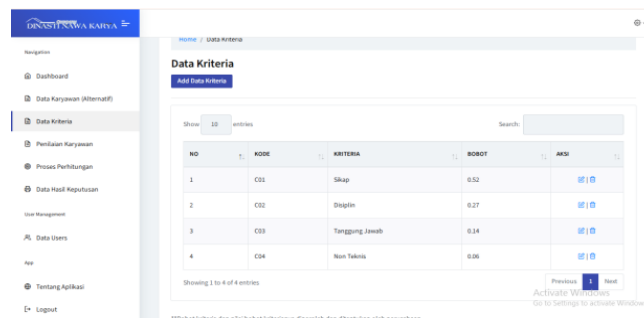 DINASTI NAWA KARYA
Navigation
Dashboard
Data Karyawan (Alternatif)
Data Kriteria
Penilaian Karyawan
Proses Perhitungan
Data Hasil Keputusan
User Management
Data Users
App
Tentang Aplikasi
Logout
Home / Data Kriteria
Data Kriteria
Add Data Kriteria
Show 10 entries Search:
NO KODE KRITERIA BOBOT AKSI
1 C01 Sikap 0.52 |
2 C02 Disiplin 0.27 |
3 C03 Tanggung Jawab 0.14 |
4 C04 Non Teknis 0.06 |
Showing 1 to 4 of 4 entries Previous 1 Next
Activate Windows
Go to Settings to activate Window